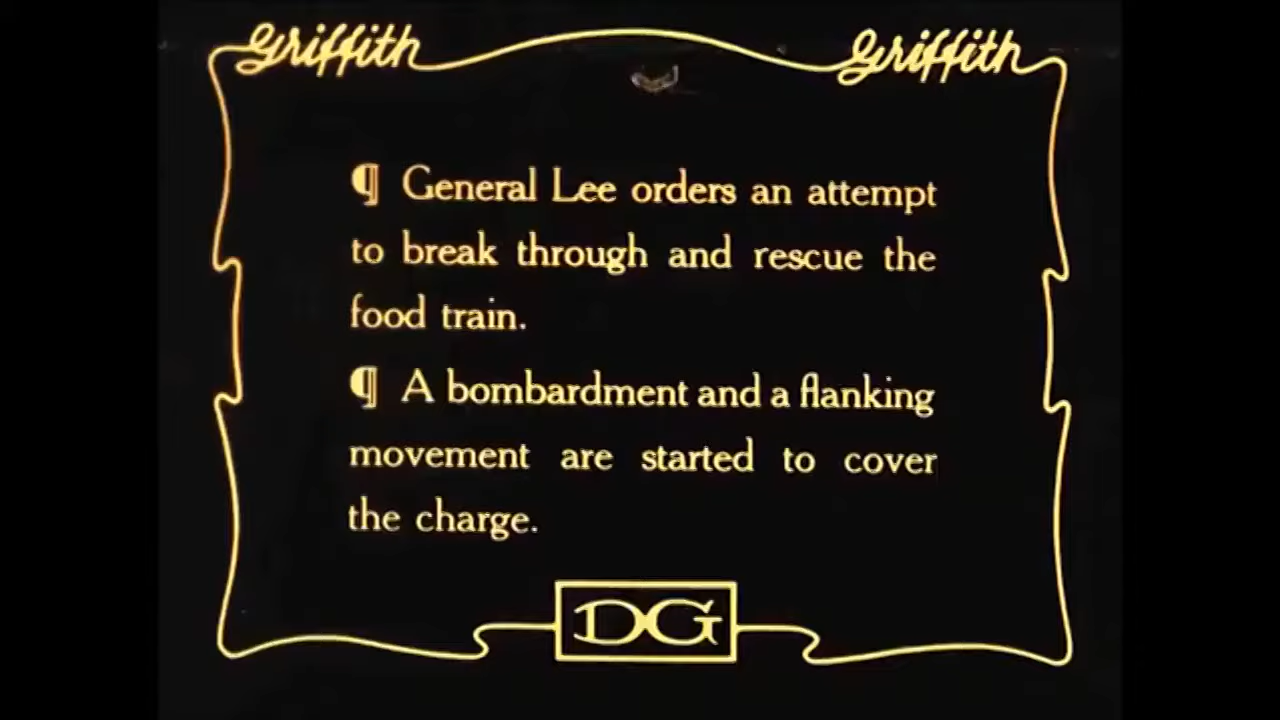 Griffith Griffith
¶ General Lee orders an attempt
to break through and rescue the
food train.
¶ A bombardment and a flanking
movement are started to cover
the charge.
DG